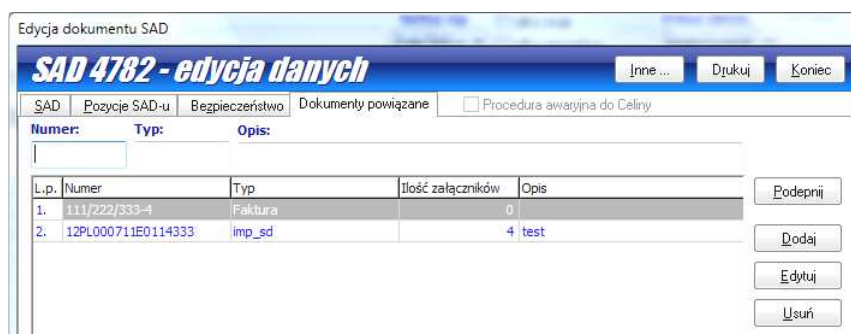 Edycja dokumentu SAD
SAD 4782 - edycja danych
Inne ... Drukuj Koniec
SAD Pozycje SAD-u Bezpieczeństwo Dokumenty powiązane Procedura awaryjna do Celiny
Numer: Typ: Opis:
L.p. Numer Typ Ilość załączników Opis
1. 111/222/333-4 Faktura 0
Podepnij
2. 12PL000711E0114333 imp_sd 4 test
Dodaj
Edytuj
Usuń